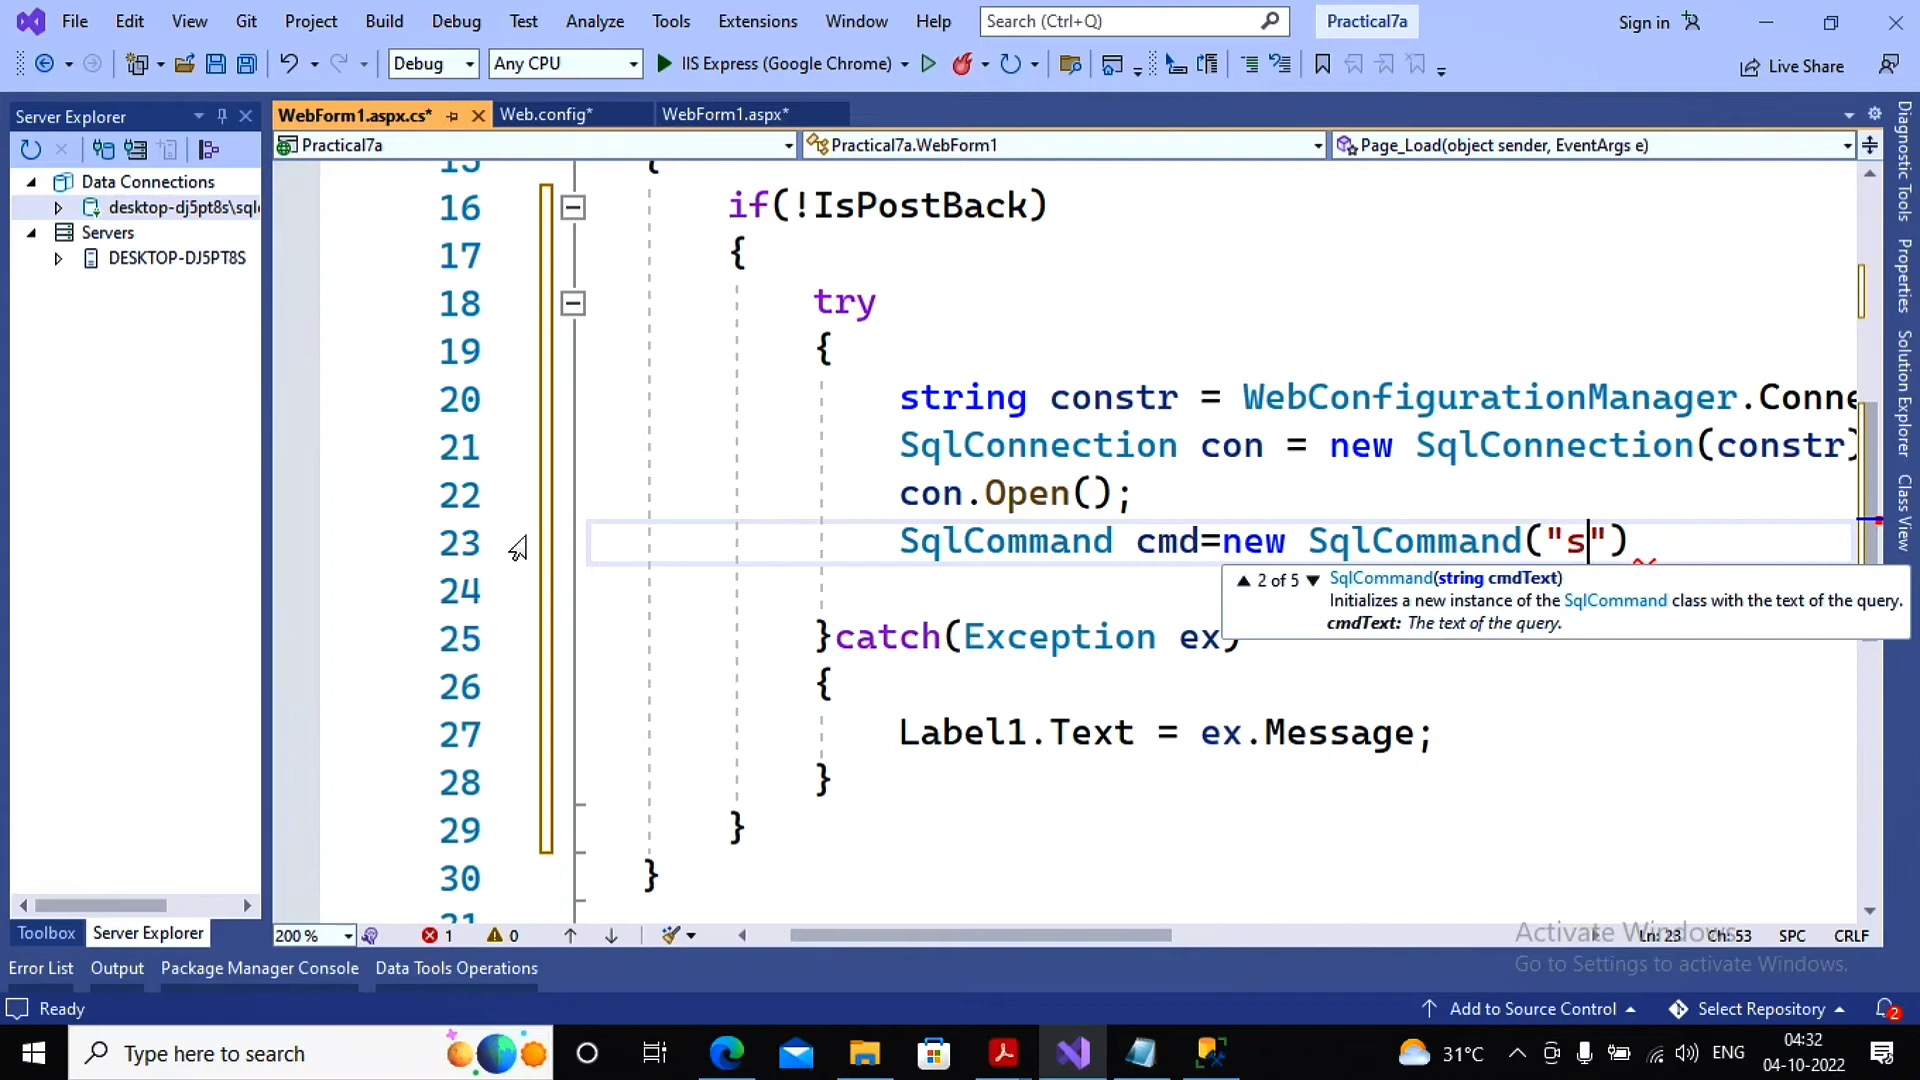 File Edit View Git Project Build Debug Test Analyze Tools Extensions Window Help Search (Ctrl+Q) Practical7a Sign in
Debug Any CPU IIS Express (Google Chrome) Live Share
Server Explorer
Data Connections
desktop-dj5pt8s\sql
Servers
DESKTOP-DJ5PT8S
WebForm1.aspx.cs* Web.config* WebForm1.aspx*
Practical7a Practical7a.WebForm1 Page_Load(object sender, EventArgs e)
15 {
16 if(!IsPostBack)
17 {
18 try
19 {
20 string constr = WebConfigurationManager.Conne
21 SqlConnection con = new SqlConnection(constr)
22 con.Open();
23 SqlCommand cmd=new SqlCommand("s")
24
2 of 5 SqlCommand(string cmdText)
Initializes a new instance of the SqlCommand class with the text of the query.
cmdText: The text of the query.
25 }catch(Exception ex)
26 {
27 Label1.Text = ex.Message;
28 }
29 }
30 }
31
Diagnostic Tools
Properties
Solution Explorer
Class View
Toolbox Server Explorer
200 % 1 0 Ln: 23 Ch: 53 SPC CRLF
Activate Windows
Go to Settings to activate Windows.
Error List Output Package Manager Console Data Tools Operations
Ready Add to Source Control Select Repository 2
Type here to search 31°C ENG 04:32
04-10-2022